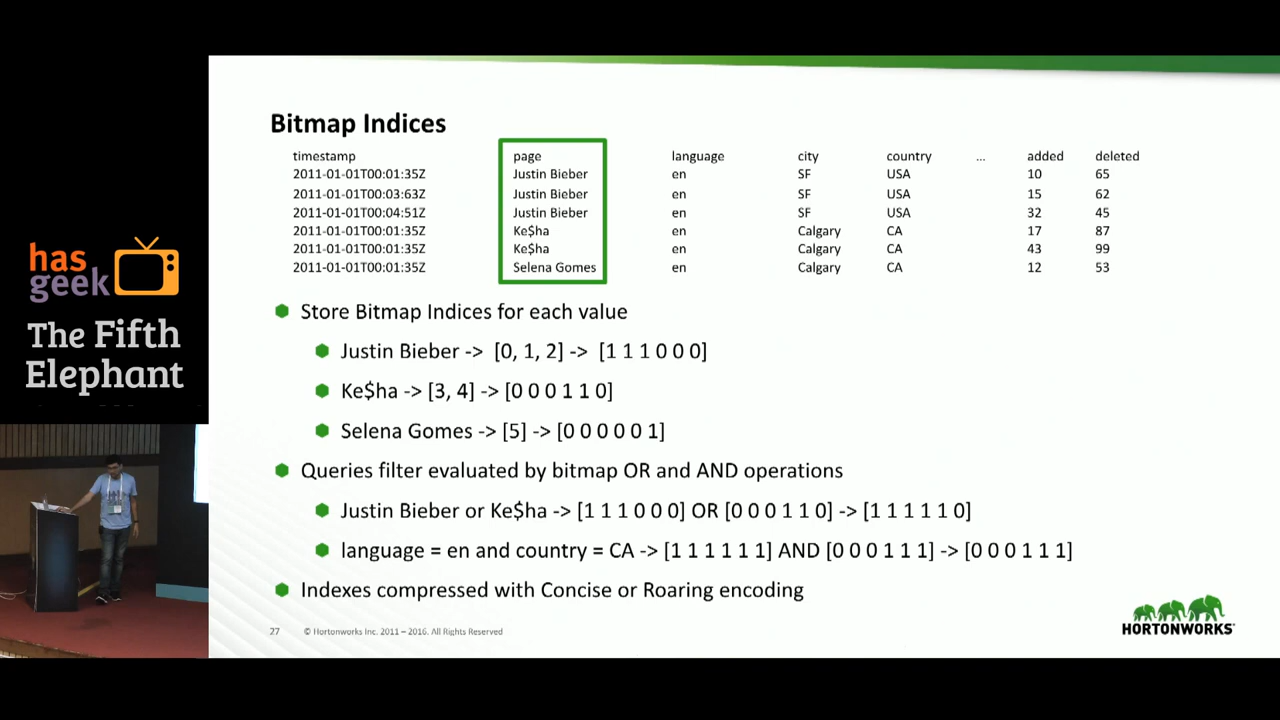 Bitmap Indices
timestamp page language city country ... added deleted
2011-01-01T00:01:35Z Justin Bieber en SF USA 10 65
2011-01-01T00:03:63Z Justin Bieber en SF USA 15 62
2011-01-01T00:04:51Z Justin Bieber en SF USA 32 45
2011-01-01T00:01:35Z Ke$ha en Calgary CA 17 87
2011-01-01T00:01:35Z Ke$ha en Calgary CA 43 99
2011-01-01T00:01:35Z Selena Gomes en Calgary CA 12 53
Store Bitmap Indices for each value
Justin Bieber -> [0, 1, 2] -> [1 1 1 0 0 0]
Ke$ha -> [3, 4] -> [0 0 0 1 1 0]
Selena Gomes -> [5] -> [0 0 0 0 0 1]
Queries filter evaluated by bitmap OR and AND operations
Justin Bieber or Ke$ha -> [1 1 1 0 0 0] OR [0 0 0 1 1 0] -> [1 1 1 1 1 0]
language = en and country = CA -> [1 1 1 1 1 1] AND [0 0 0 1 1 1] -> [0 0 0 1 1 1]
Indexes compressed with Concise or Roaring encoding
27 © Hortonworks Inc. 2011 – 2016. All Rights Reserved
HORTONWORKS
has
geek
The Fifth
Elephant